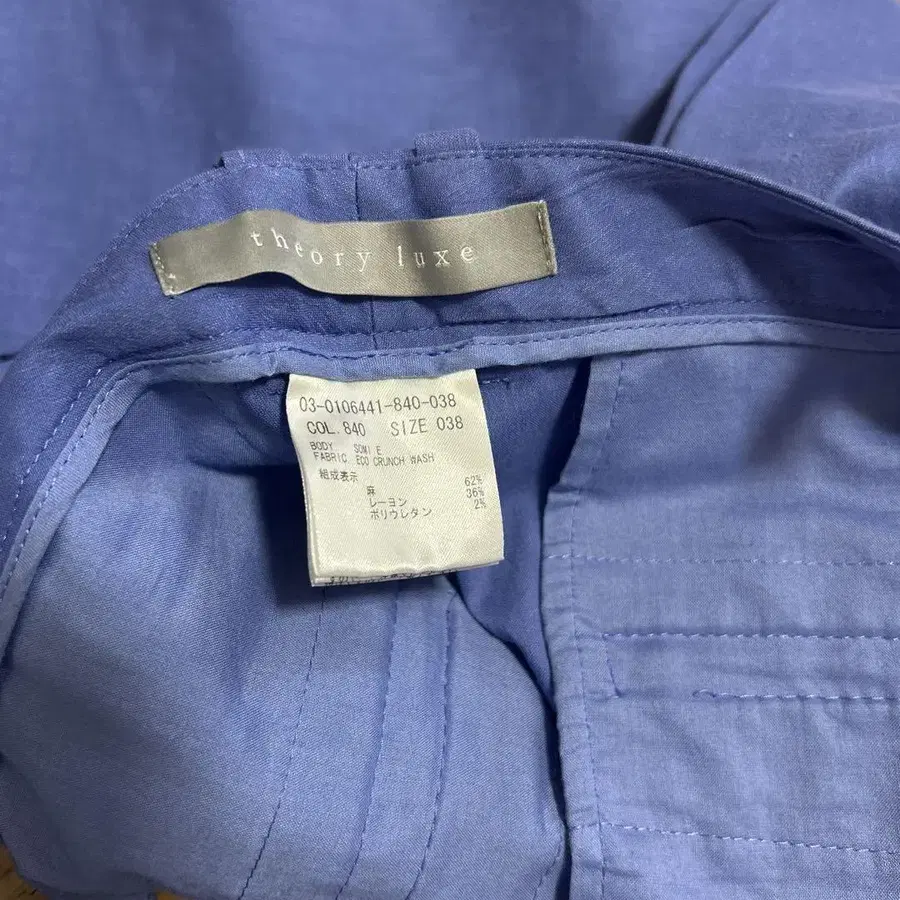 theory luxe
03-0106441-840-038
COL. 840 SIZE 038
BODY SOMI E
FABRIC ECO CRUNCH WASH
組成表示
麻 62%
レーヨン 36%
ポリウレタン 2%